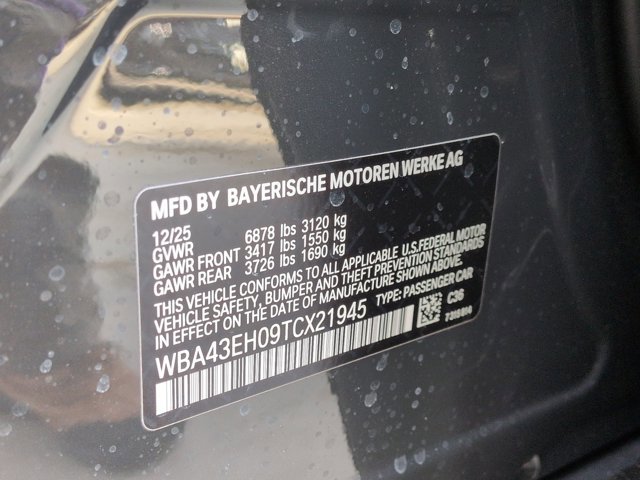 MFD BY BAYERISCHE MOTOREN WERKE AG
12/25
GVWR 6878 lbs 3120 kg
GAWR FRONT 3417 lbs 1550 kg
GAWR REAR 3726 lbs 1690 kg
THIS VEHICLE CONFORMS TO ALL APPLICABLE U.S.FEDERAL MOTOR
VEHICLE SAFETY, BUMPER AND THEFT PREVENTION STANDARDS
IN EFFECT ON THE DATE OF MANUFACTURE SHOWN ABOVE.
WBA43EH09TCX21945 TYPE: PASSENGER CAR
C36